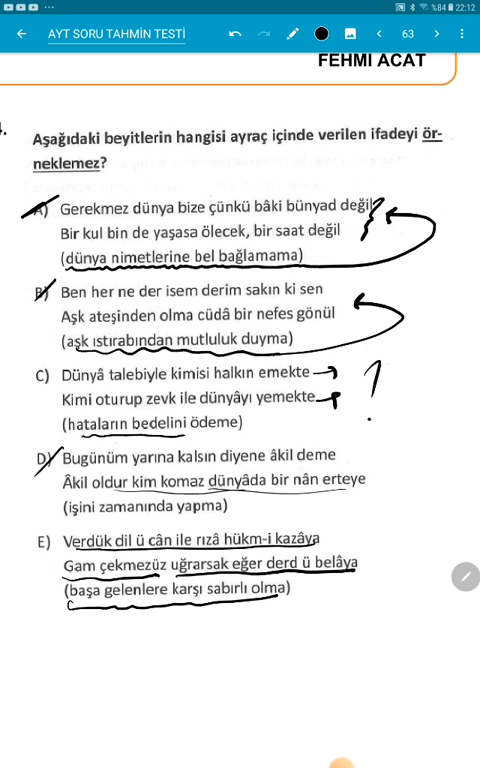 %84 22:12
AYT SORU TAHMİN TESTİ
63
FEHMİ ACAT
Aşağıdaki beyitlerin hangisi ayraç içinde verilen ifadeyi ör-
neklemez?
A) Gerekmez dünya bize çünkü bâki bünyad değil
Bir kul bin de yaşasa ölecek, bir saat değil
(dünya nimetlerine bel bağlamama)
B) Ben her ne der isem derim sakın ki sen
Aşk ateşinden olma cüdâ bir nefes gönül
(aşk ıstırabından mutluluk duyma)
C) Dünyâ talebiyle kimisi halkın emekte
Kimi oturup zevk ile dünyâyı yemekte
(hataların bedelini ödeme)
?
D) Bugünüm yarına kalsın diyene âkil deme
Âkil oldur kim komaz dünyâda bir nân erteye
(işini zamanında yapma)
E) Verdük dil ü cân ile rızâ hükm-i kazâya
Gam çekmezüz uğrarsak eğer derd ü belâya
(başa gelenlere karşı sabırlı olma)